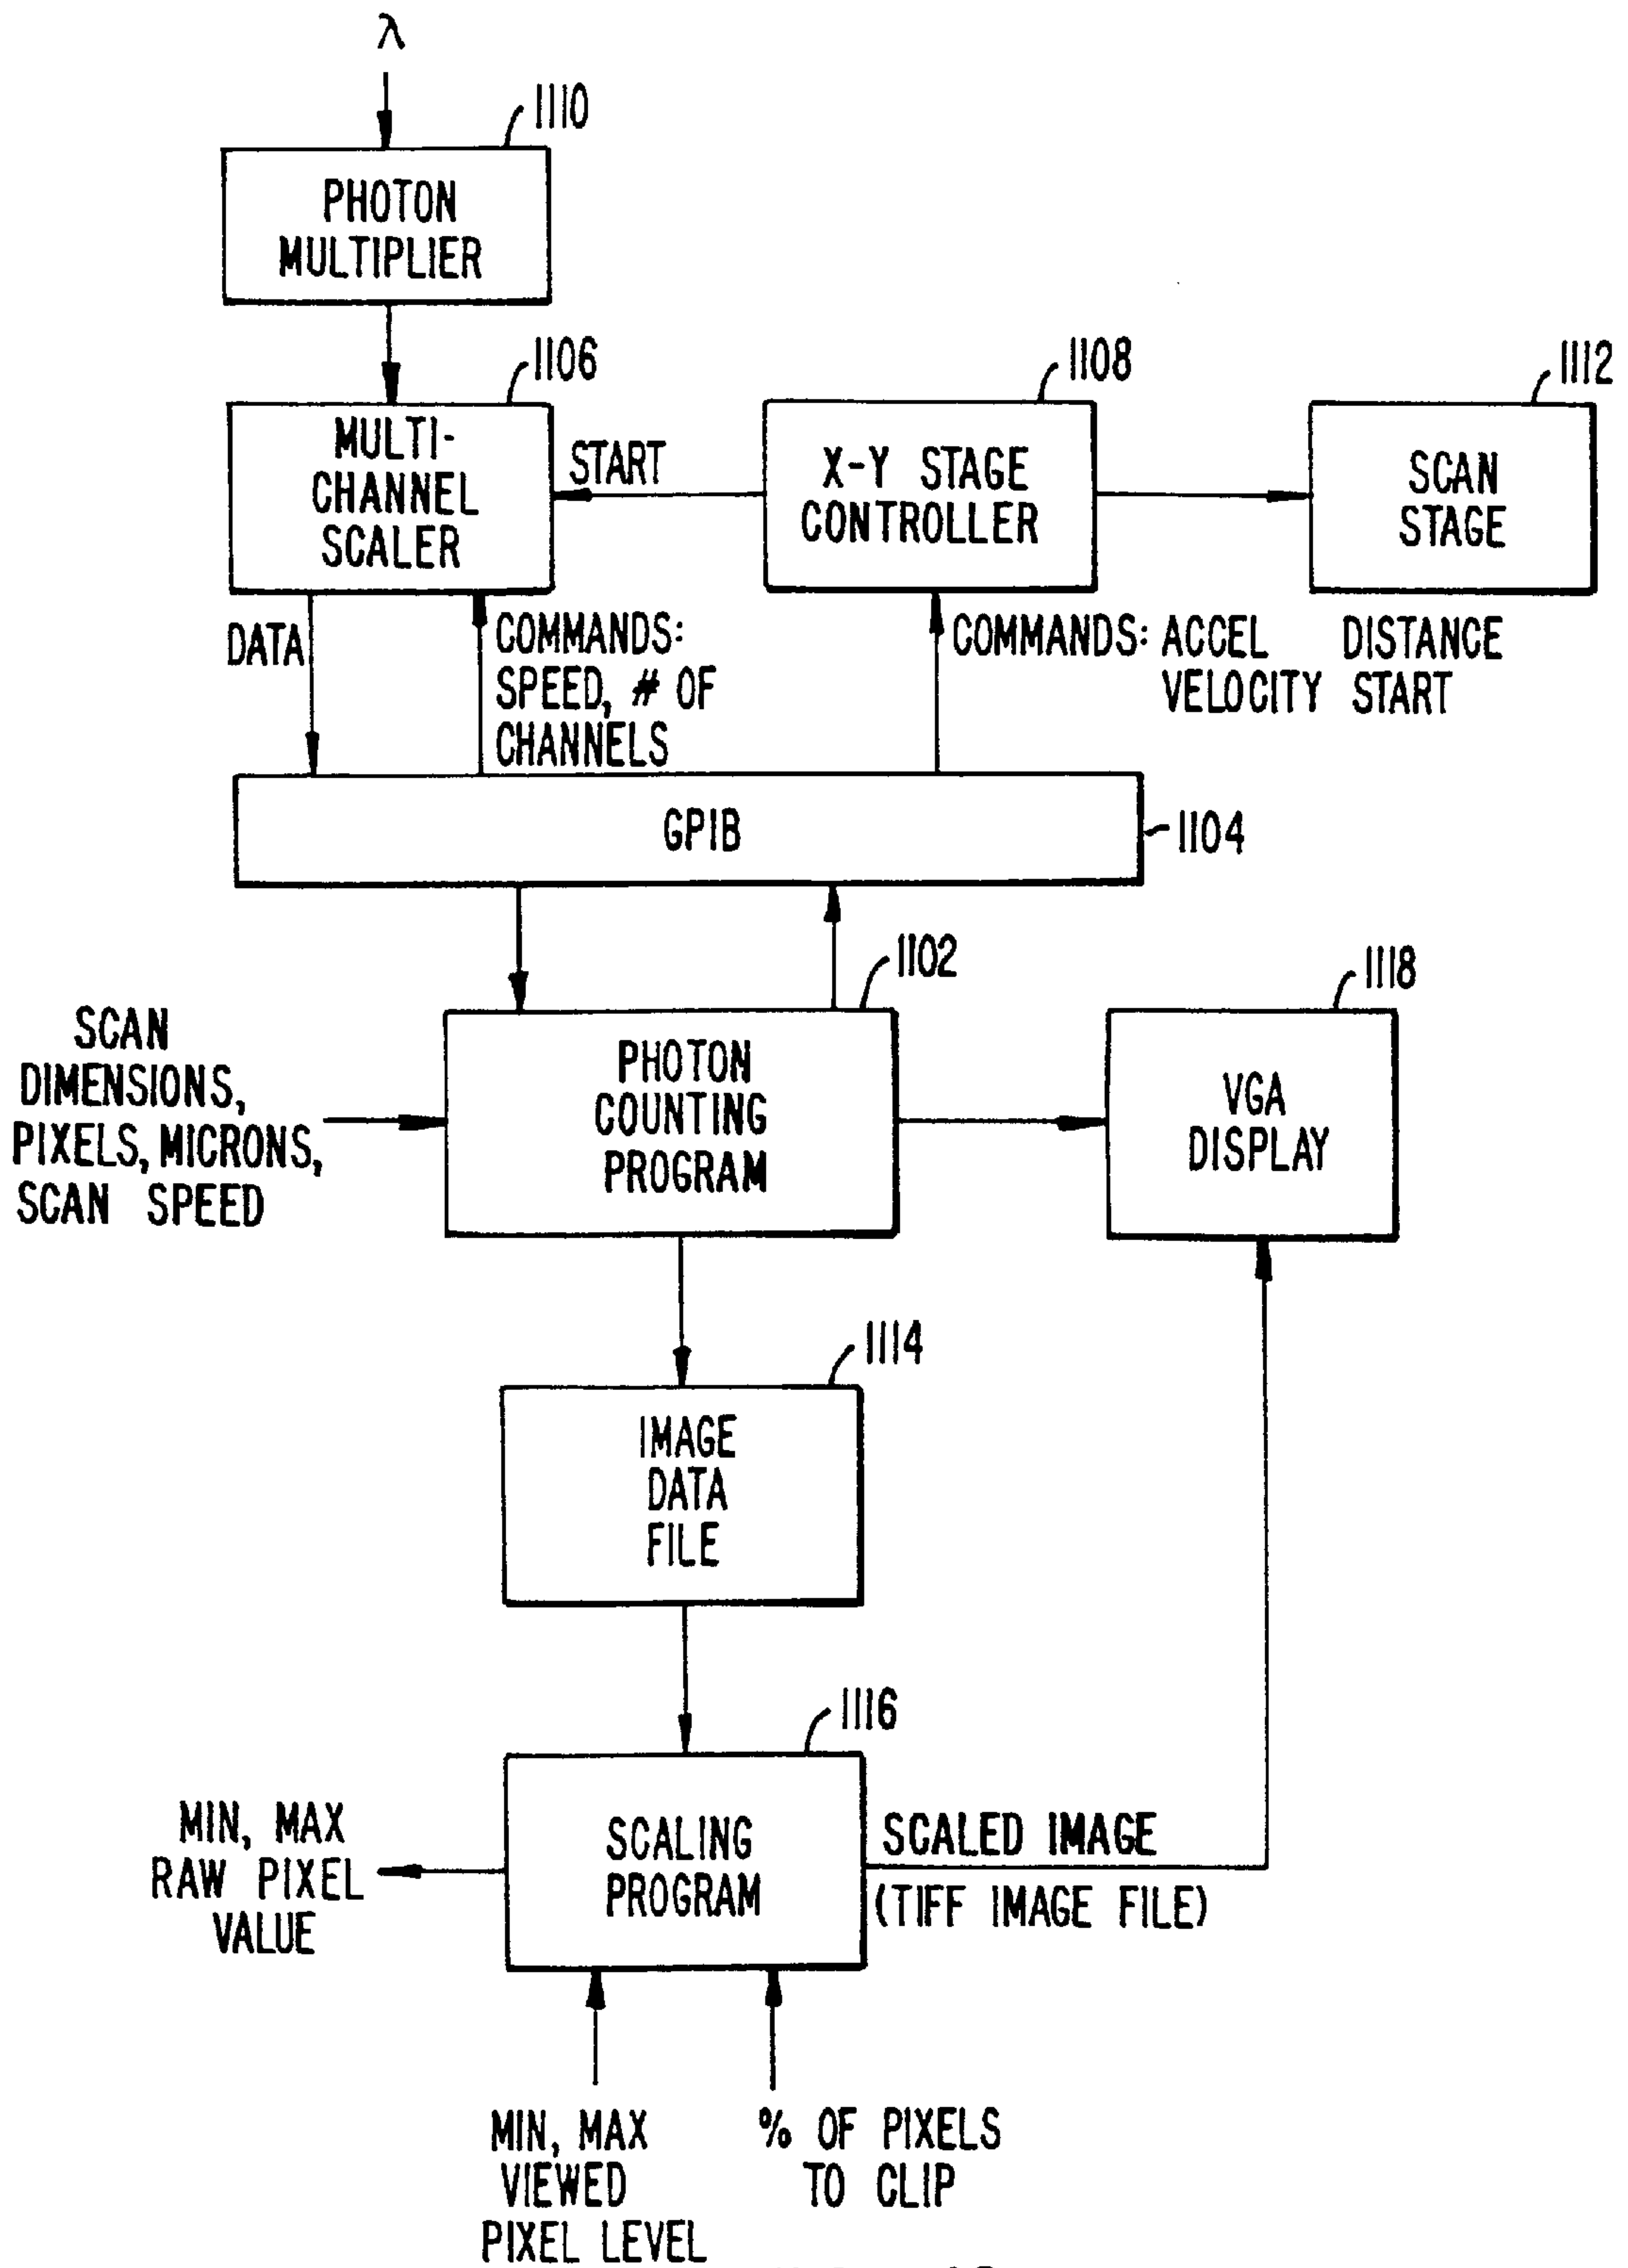 λ
1110
PHOTON
MULTIPLIER
1106
1108
1112
MULTI-
CHANNEL
SCALER
START
X-Y STAGE
CONTROLLER
SCAN
STAGE
DATA
COMMANDS:
SPEED, # OF
CHANNELS
COMMANDS: ACCEL DISTANCE
VELOCITY START
GPIB
1104
1102
1118
SCAN
DIMENSIONS,
PIXELS, MICRONS,
SCAN SPEED
PHOTON
COUNTING
PROGRAM
VGA
DISPLAY
1114
IMAGE
DATA
FILE
1116
MIN, MAX
RAW PIXEL
VALUE
SCALING
PROGRAM
SCALED IMAGE
(TIFF IMAGE FILE)
MIN, MAX
VIEWED
PIXEL LEVEL
% OF PIXELS
TO CLIP